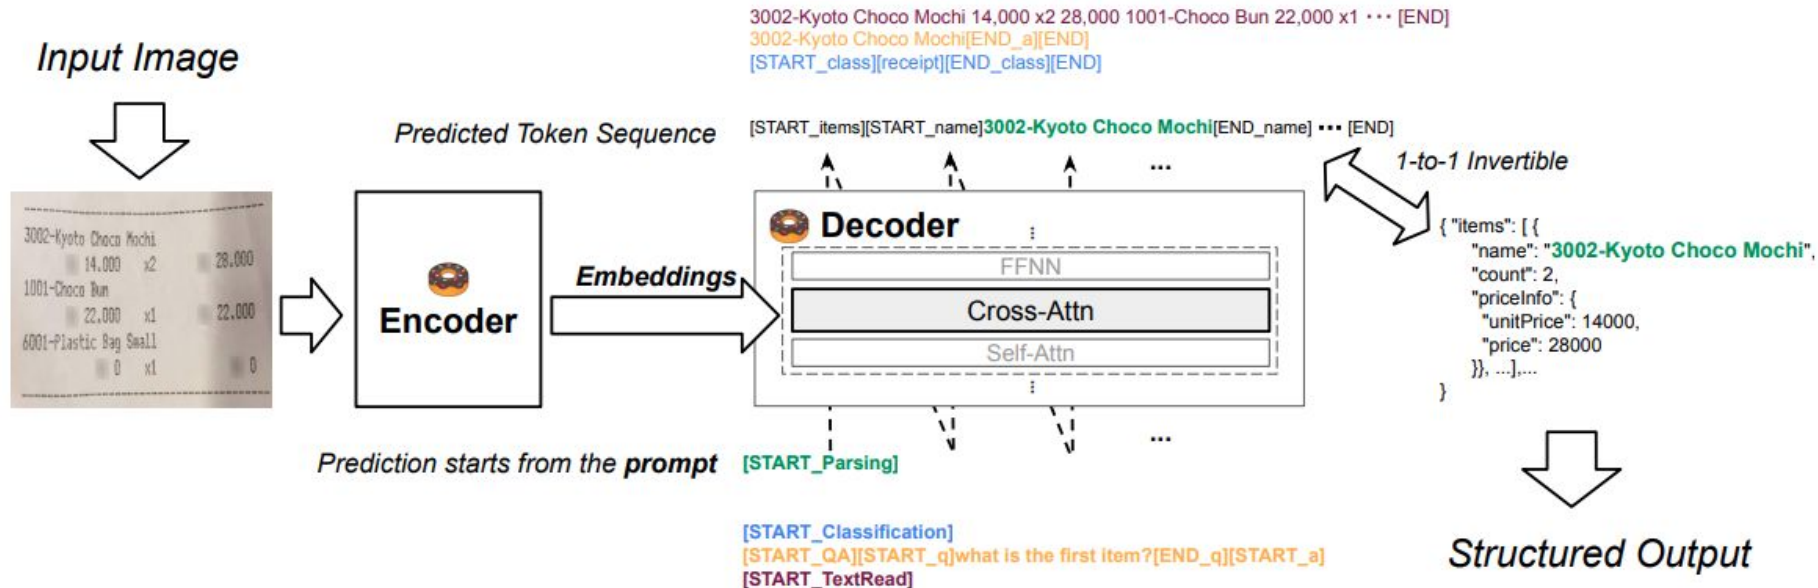 3002-Kyoto Choco Mochi 14,000 x2 28,000 1001-Choco Bun 22,000 x1 ··· [END]
3002-Kyoto Choco Mochi[END_a][END]
[START_class][receipt][END_class][END]
Input Image
Predicted Token Sequence
[START_items][START_name]3002-Kyoto Choco Mochi[END_name] ··· [END]
...
1-to-1 Invertible
3002-Kyoto Choco Mochi
14.000 x2 28.000
1001-Choco Bun
22.000 x1 22.000
6001-Plastic Bag Small
0 x1 0
Encoder
Embeddings
Decoder
FFNN
Cross-Attn
Self-Attn
{ "items": [ {
"name": "3002-Kyoto Choco Mochi",
"count": 2,
"priceInfo": {
"unitPrice": 14000,
"price": 28000
}}, ...],...
}
...
Prediction starts from the prompt
[START_Parsing]
[START_Classification]
[START_QA][START_q]what is the first item?[END_q][START_a]
[START_TextRead]
Structured Output